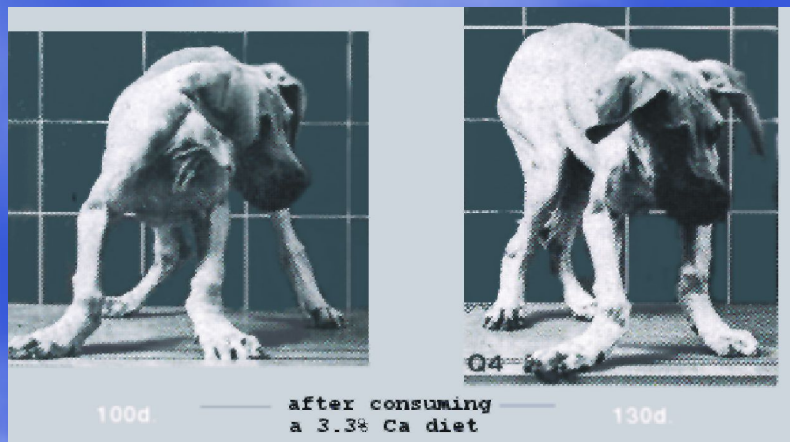 Q4
100d.
after consuming
a 3.3% Ca diet
130d.